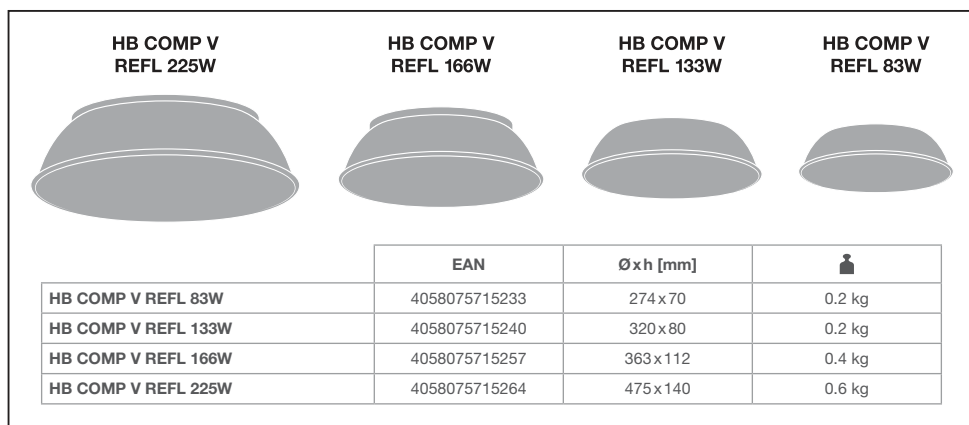 HB COMP V
REFL 225W
HB COMP V
REFL 166W
HB COMP V
REFL 133W
HB COMP V
REFL 83W
EAN Ø x h [mm]
HB COMP V REFL 83W 4058075715233 274 x 70 0.2 kg
HB COMP V REFL 133W 4058075715240 320 x 80 0.2 kg
HB COMP V REFL 166W 4058075715257 363 x 112 0.4 kg
HB COMP V REFL 225W 4058075715264 475 x 140 0.6 kg